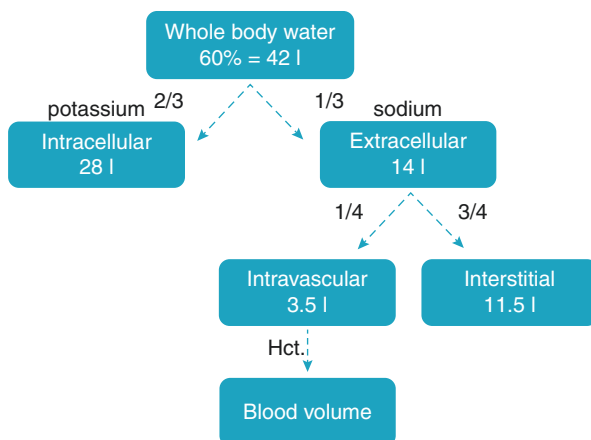 Whole body water
60% = 42 l
potassium 2/3
1/3 sodium
Intracellular
28 l
Extracellular
14 l
1/4
3/4
Intravascular
3.5 l
Interstitial
11.5 l
Hct.
Blood volume